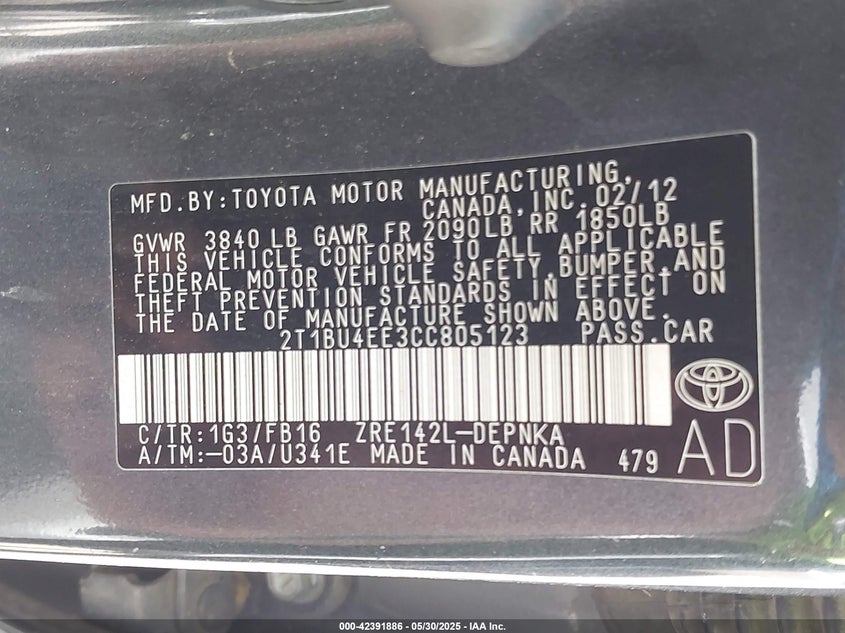 MFD.BY:TOYOTA MOTOR MANUFACTURING,
CANADA,INC. 02/12
GVWR 3840 LB GAWR FR 2090LB RR 1850LB
THIS VEHICLE CONFORMS TO ALL APPLICABLE
FEDERAL MOTOR VEHICLE SAFETY,BUMPER,AND
THEFT PREVENTION STANDARDS IN EFFECT ON
THE DATE OF MANUFACTURE SHOWN ABOVE.
2T1BU4EE3CC805123 PASS.CAR
C/TR:1G3/FB16 ZRE142L-DEPNKA
A/TM:-03A/U341E MADE IN CANADA 479 AD
000-42391886 - 05/30/2025 - IAA Inc.